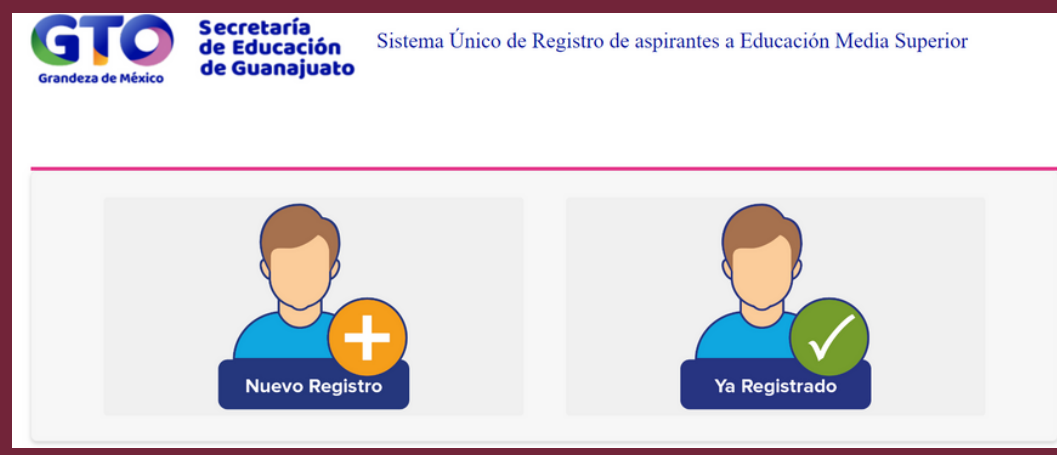 GTO
Grandeza de México
Secretaría
de Educación
de Guanajuato
Sistema Único de Registro de aspirantes a Educación Media Superior
Nuevo Registro
Ya Registrado